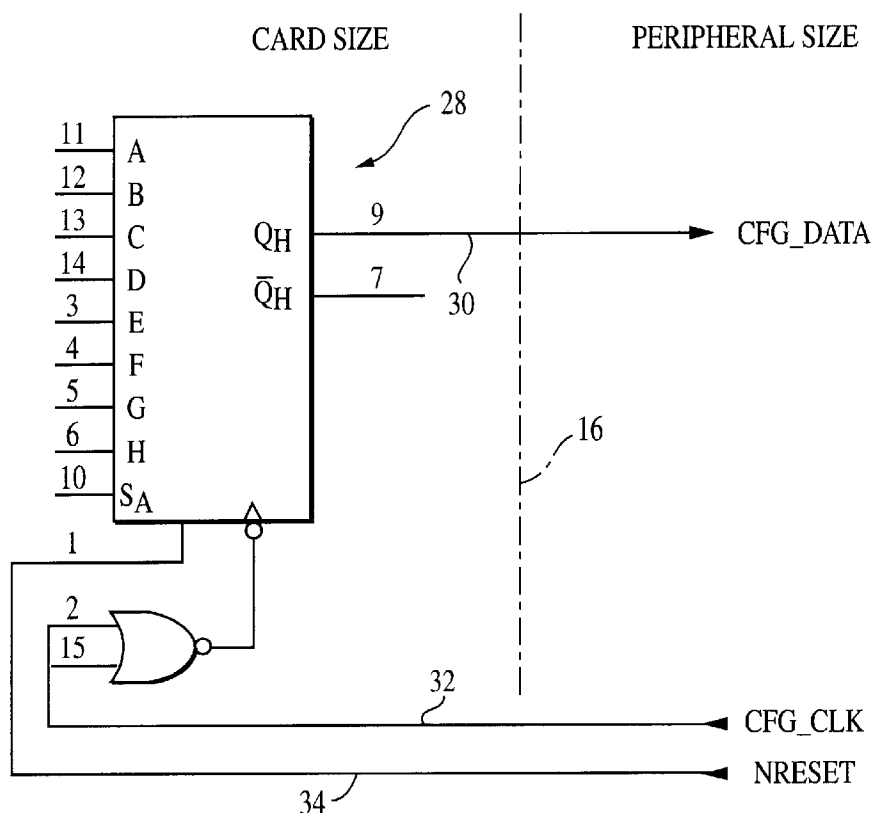 CARD SIZE PERIPHERAL SIZE
28
11 A
12 B
13 C QH 9 CFG_DATA
14 D
Q̅H 7 30
3 E
4 F
5 G
6 H 16
10 SA
1
2
15
32 CFG_CLK
NRESET
34